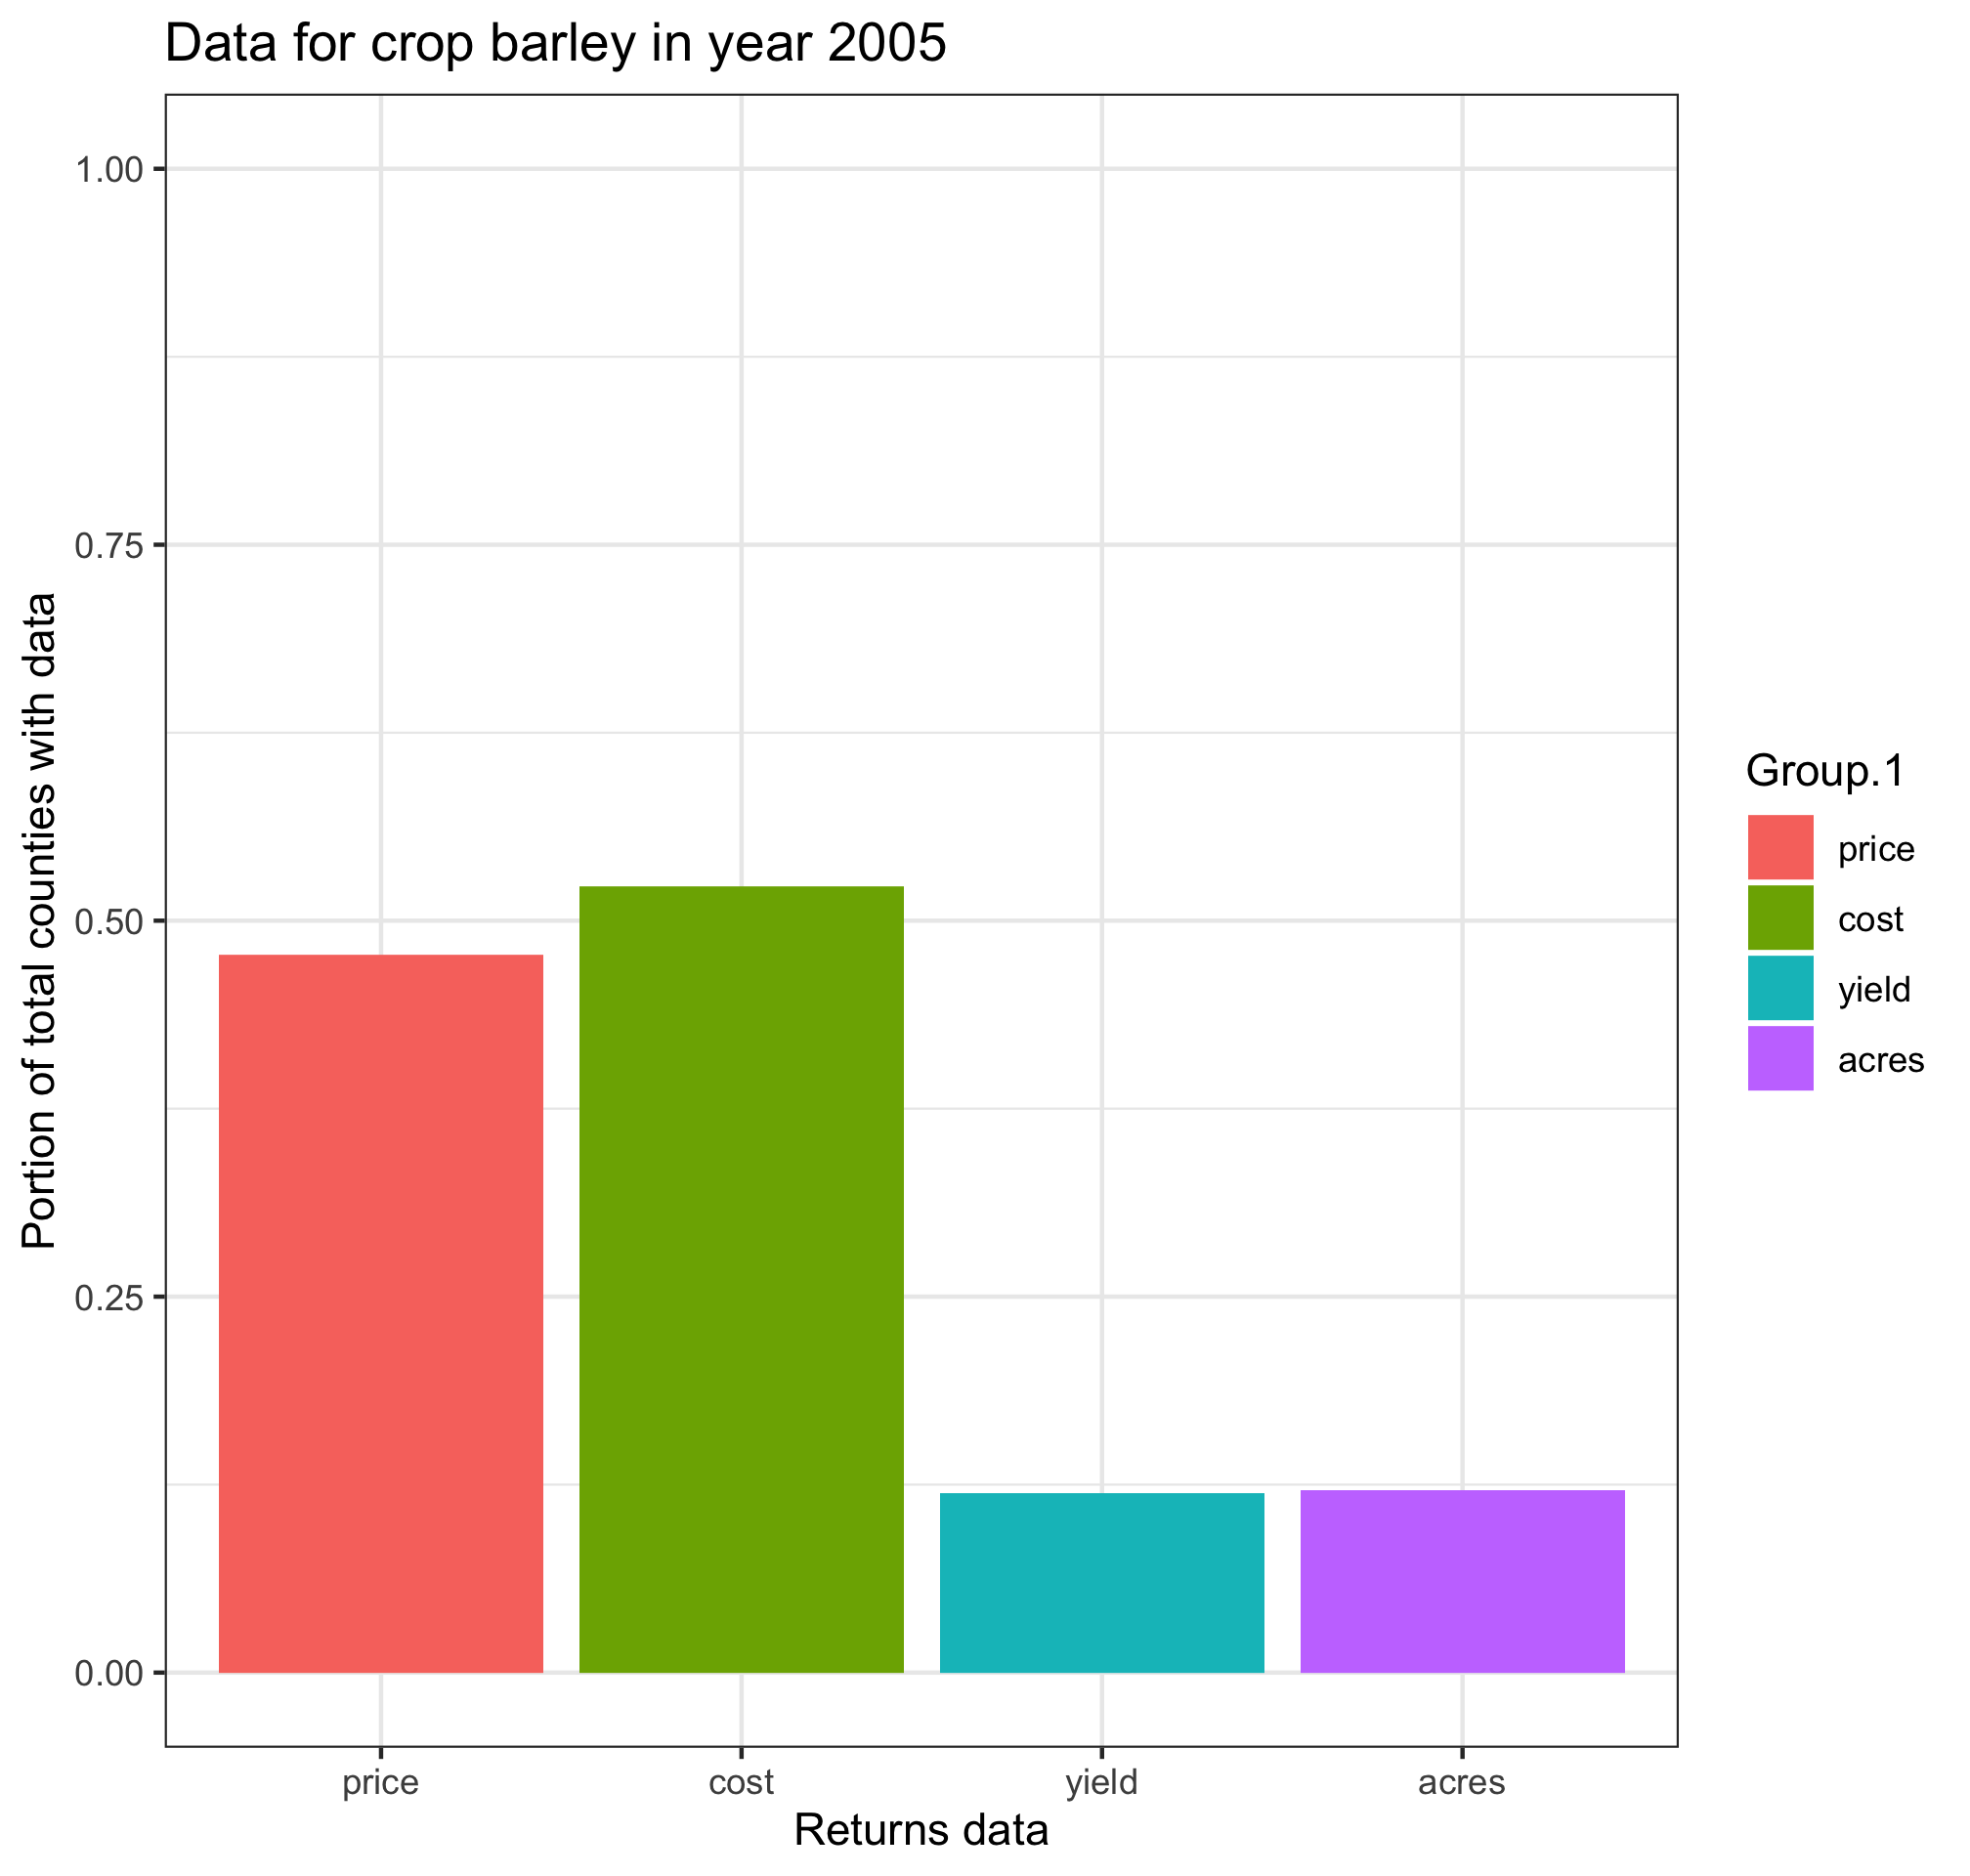 Data for crop barley in year 2005
Portion of total counties with data
1.00
0.75
0.50
0.25
0.00
price
cost
yield
acres
Returns data
Group.1
price
cost
yield
acres